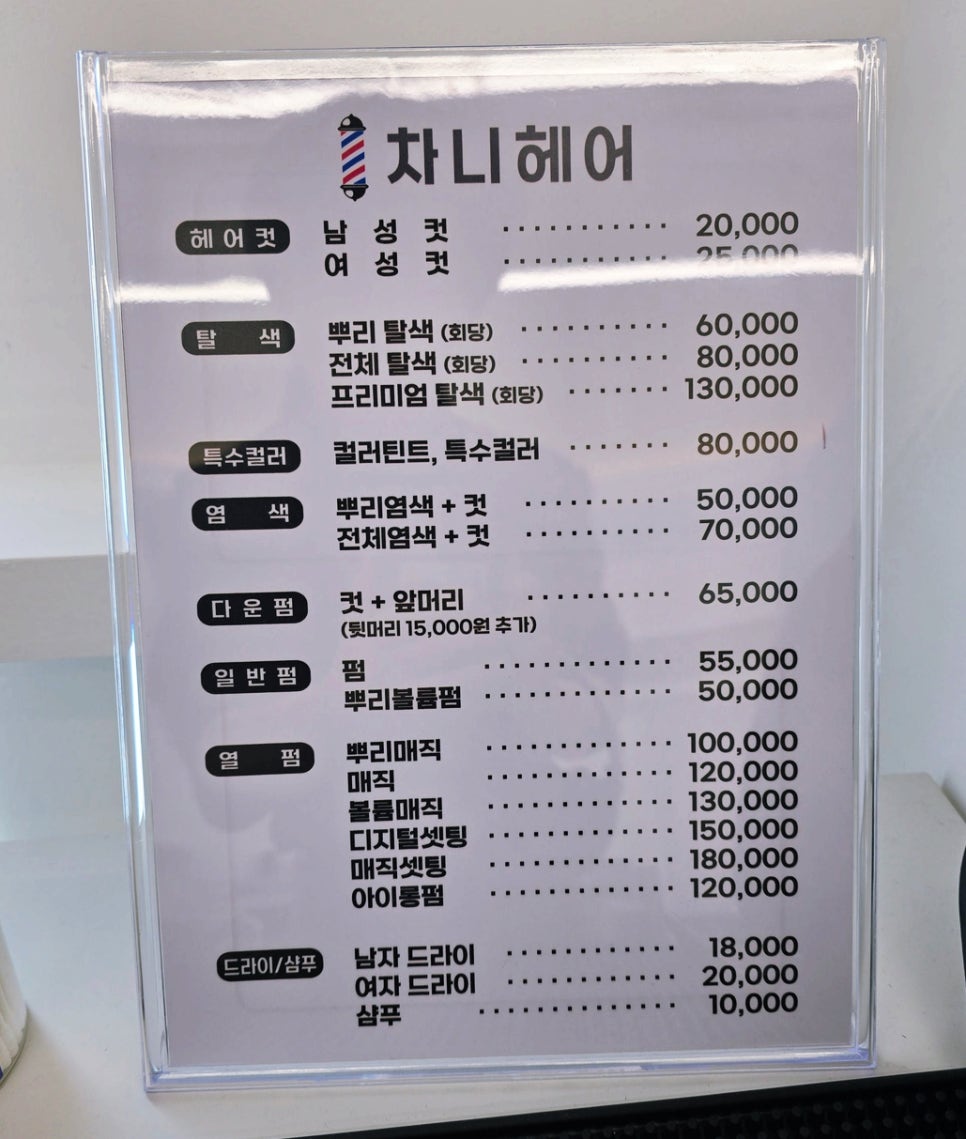 차니헤어
헤어컷 남성컷 ············ 20,000
여성컷 ············ 25,000
탈색 뿌리 탈색 (회당) ··········· 60,000
전체 탈색 (회당) ··········· 80,000
프리미엄 탈색 (회당) ········ 130,000
특수컬러 컬러틴트, 특수컬러 ········ 80,000
염색 뿌리염색 + 컷 ··········· 50,000
전체염색 + 컷 ··········· 70,000
다운펌 컷 + 앞머리 ··········· 65,000
(뒷머리 15,000원 추가)
일반펌 펌 ·············· 55,000
뿌리볼륨펌 ·············· 50,000
열펌 뿌리매직 ·············· 100,000
매직 ·············· 120,000
볼륨매직 ·············· 130,000
디지털셋팅 ·············· 150,000
매직셋팅 ·············· 180,000
아이롱펌 ·············· 120,000
드라이/샴푸 남자 드라이 ············· 18,000
여자 드라이 ············· 20,000
샴푸 ··············· 10,000